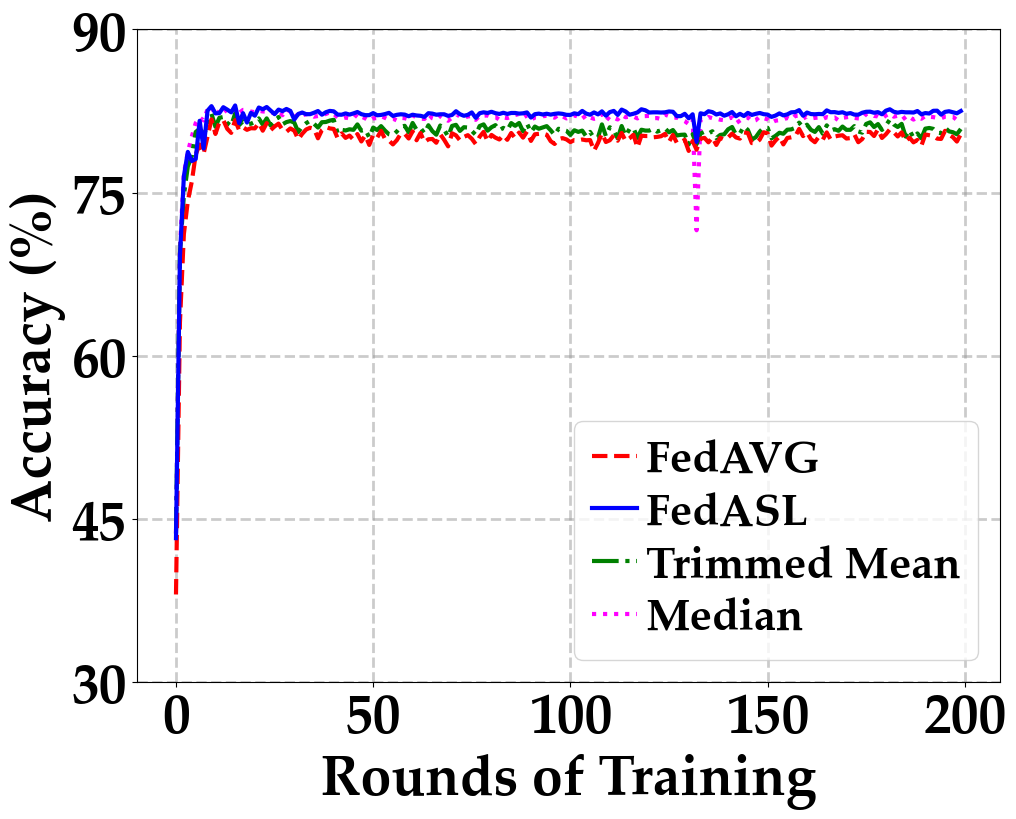 Accuracy (%)
90
75
60
45
30
FedAVG
FedASL
Trimmed Mean
Median
0 50 100 150 200
Rounds of Training